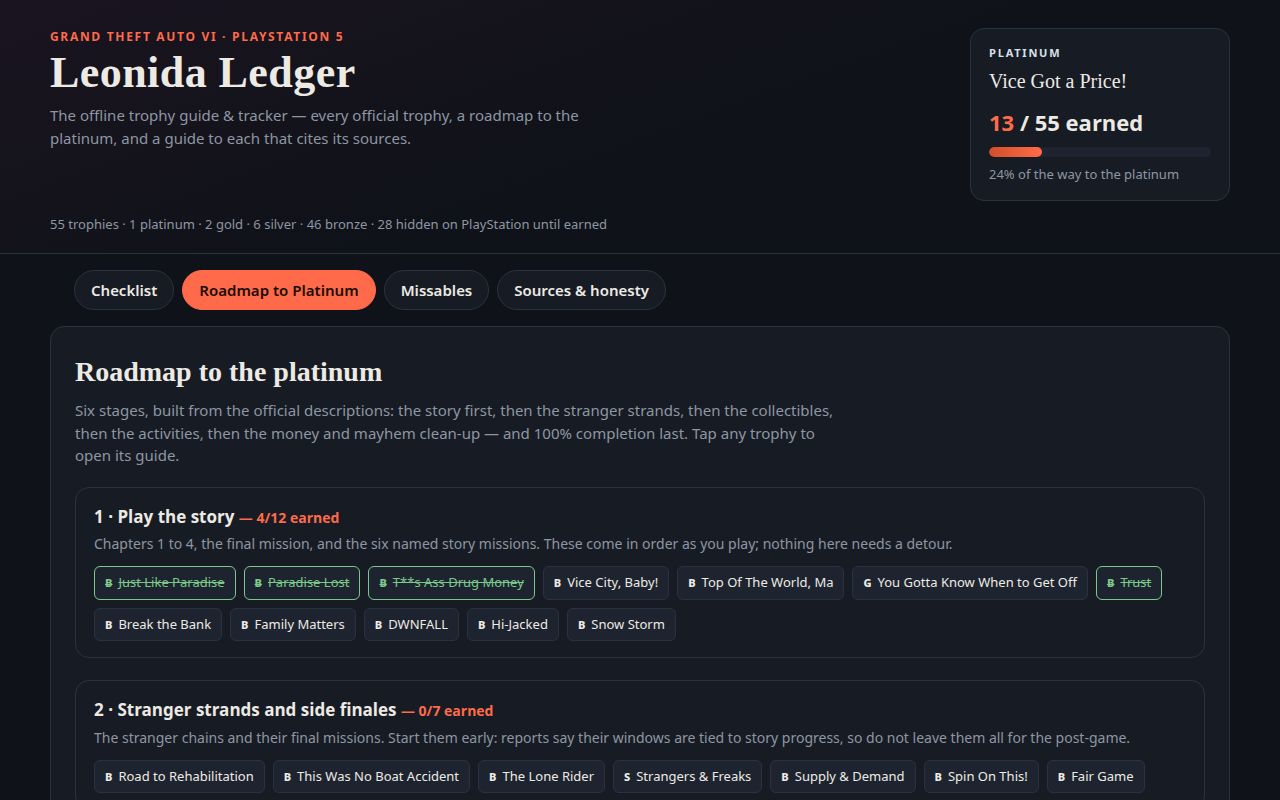 GRAND THEFT AUTO VI · PLAYSTATION 5
Leonida Ledger
The offline trophy guide & tracker — every official trophy, a roadmap to the
platinum, and a guide to each that cites its sources.
55 trophies · 1 platinum · 2 gold · 6 silver · 46 bronze · 28 hidden on PlayStation until earned
PLATINUM
Vice Got a Price!
13 / 55 earned
24% of the way to the platinum
Checklist
Roadmap to Platinum
Missables
Sources & honesty
Roadmap to the platinum
Six stages, built from the official descriptions: the story first, then the stranger strands, then the collectibles,
then the activities, then the money and mayhem clean-up — and 100% completion last. Tap any trophy to
open its guide.
1 · Play the story — 4/12 earned
Chapters 1 to 4, the final mission, and the six named story missions. These come in order as you play; nothing here needs a detour.
B Just Like Paradise B Paradise Lost B T**s Ass Drug Money B Vice City, Baby! B Top Of The World, Ma G You Gotta Know When to Get Off B Trust
B Break the Bank B Family Matters B DWNFALL B Hi-Jacked B Snow Storm
2 · Stranger strands and side finales — 0/7 earned
The stranger chains and their final missions. Start them early: reports say their windows are tied to story progress, so do not leave them all for the post-game.
B Road to Rehabilitation B This Was No Boat Accident B The Lone Rider S Strangers & Freaks B Supply & Demand B Spin On This! B Fair Game